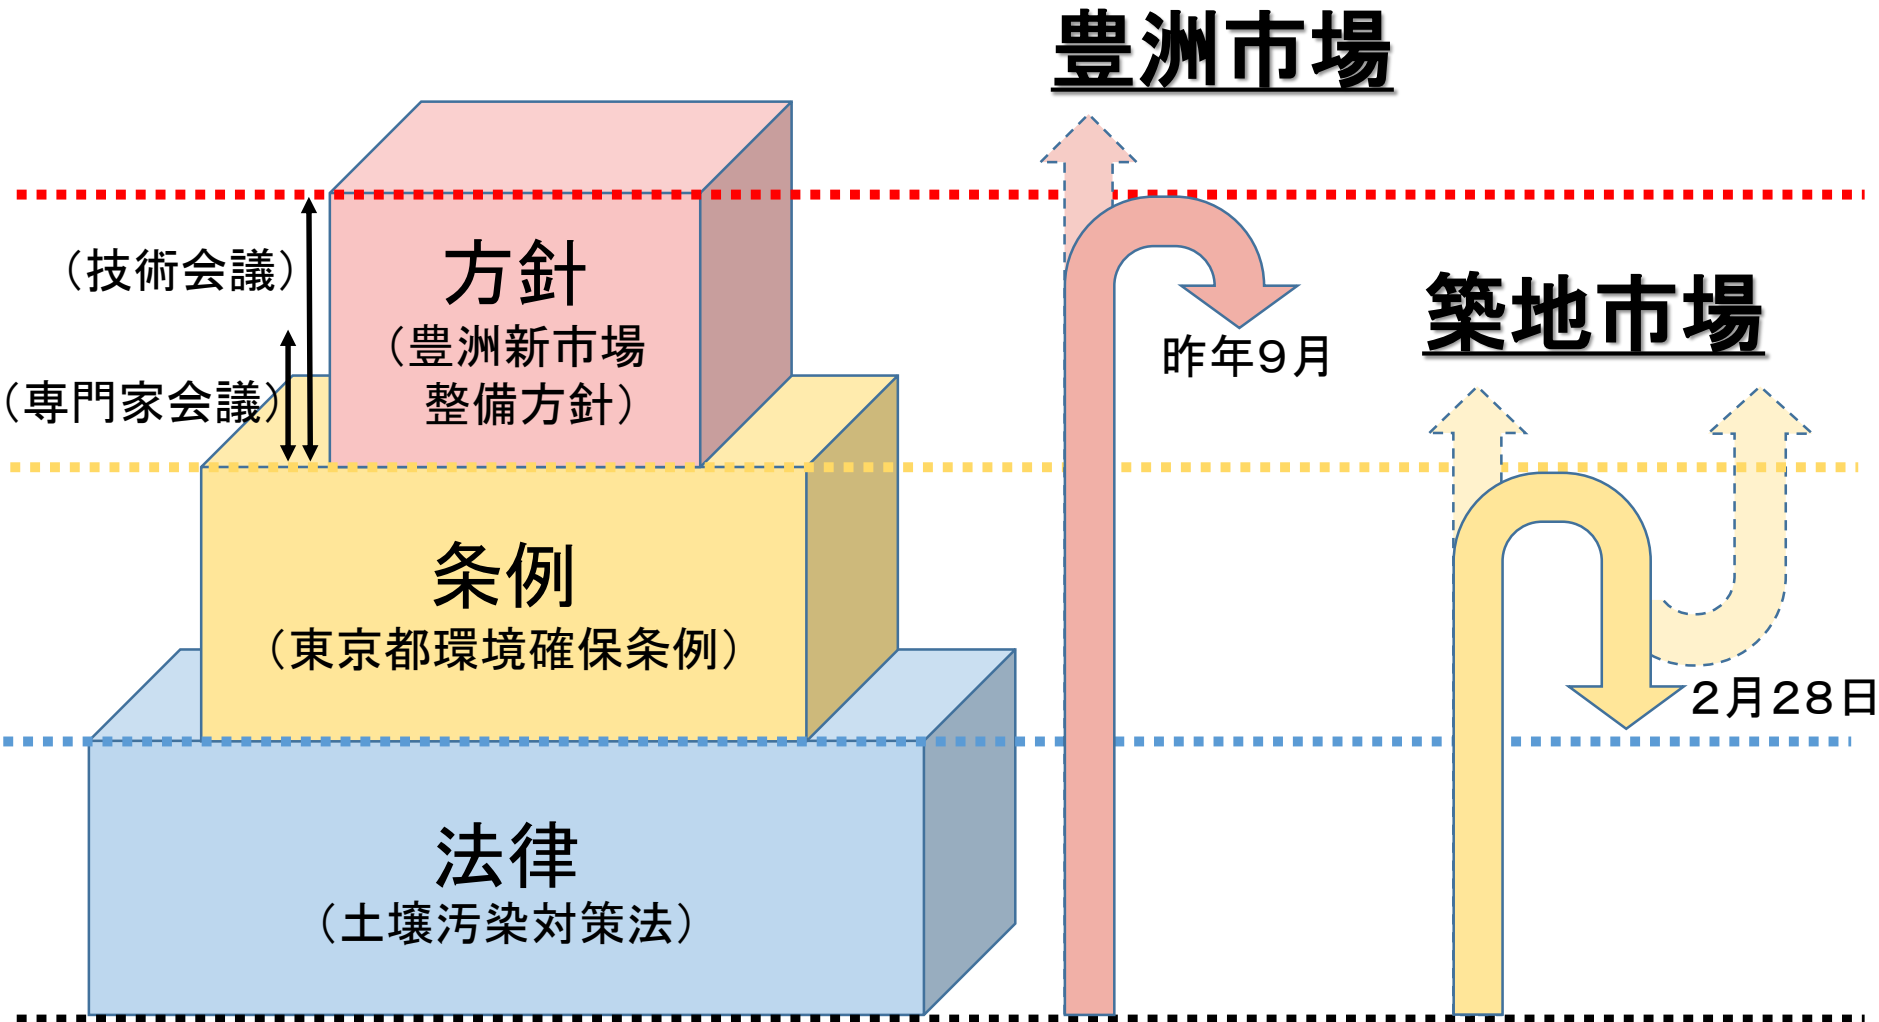 豊洲市場
（技術会議）
方針
（豊洲新市場
整備方針）
（専門家会議）
昨年９月
築地市場
条例
（東京都環境確保条例）
２月２８日
法律
（土壌汚染対策法）